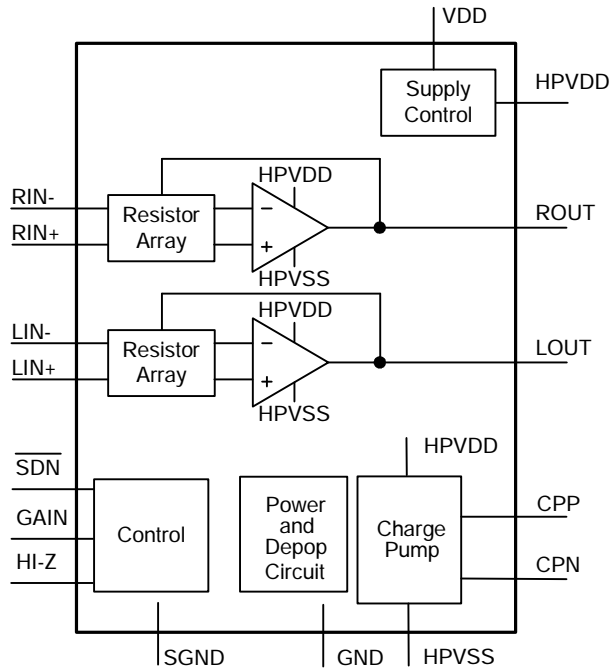 VDD
Supply
Control
HPVDD
HPVDD
RIN-
RIN+
Resistor
Array
−
+
ROUT
HPVSS
HPVDD
LIN-
LIN+
Resistor
Array
−
+
LOUT
HPVSS
HPVDD
SDN
GAIN
HI-Z
Control
Power
and
Depop
Circuit
Charge
Pump
CPP
CPN
SGND
GND
HPVSS